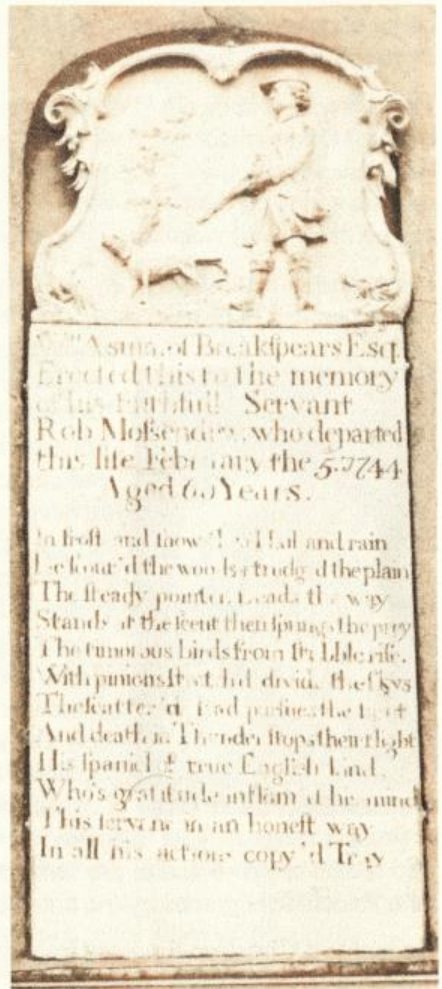 Will Ashby of Breakſpears Eſq
Erected this to the memory
of his faithfull Servant
Rob Moſsendew, who departed
this life February the 5. 1744
Aged 60 Years.
In froſt and ſnow thro Hail and rain
He ſcour'd the woods & trudg'd the plain
The ſteady pointer Leads the way
Stands at the ſcent then ſprings the prey
The timorous birds from ſtubble riſe.
With pinions ſtretch'd divide the ſkys
The ſcatter'd lead purſues the
And death in Thunder ſtops their flight
His ſpaniel of true Engliſh kind,
Who's gratitude inflam'd his mind
This ſervant in an honeſt way
In all his actions copy'd Tray